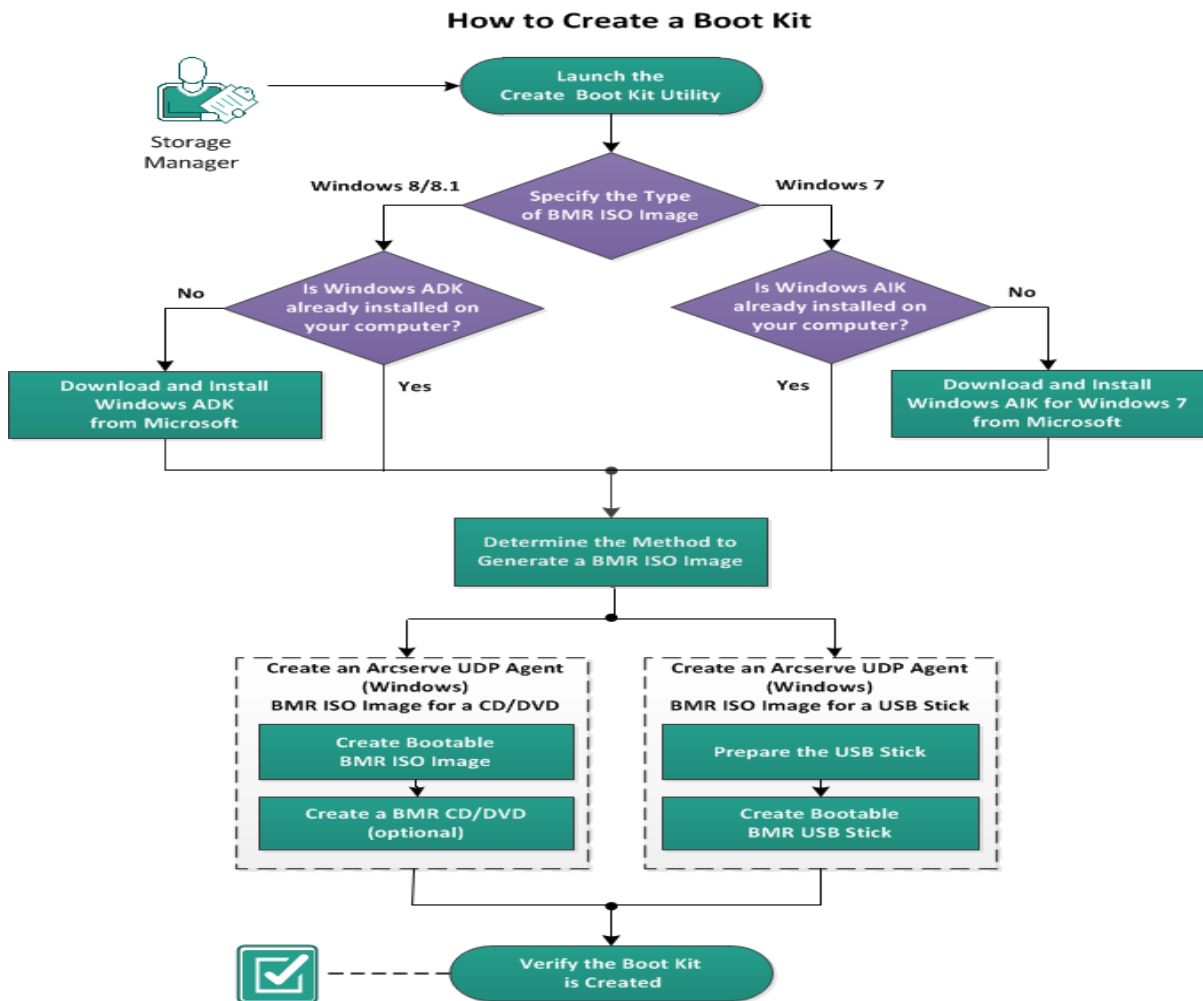 How to Create a Boot Kit
Launch the
Create Boot Kit Utility
Storage
Manager
Windows 8/8.1
Specify the Type
of BMR ISO Image
Windows 7
Is Windows ADK
already installed on
your computer?
No
Yes
Is Windows AIK
already installed on
your computer?
No
Yes
Download and Install
Windows ADK
from Microsoft
Download and Install
Windows AIK for Windows 7
from Microsoft
Determine the Method to
Generate a BMR ISO Image
Create an Arcserve UDP Agent
(Windows)
BMR ISO Image for a CD/DVD
Create Bootable
BMR ISO Image
Create a BMR CD/DVD
(optional)
Create an Arcserve UDP Agent
(Windows)
BMR ISO Image for a USB Stick
Prepare the USB Stick
Create Bootable
BMR USB Stick
Verify the Boot Kit
is Created